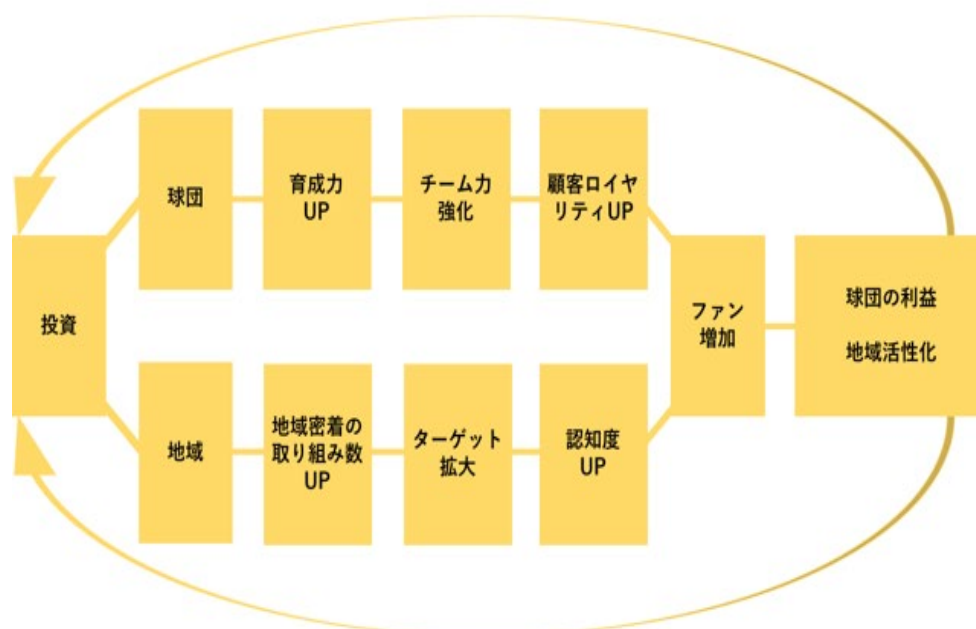 投資
球団
育成力
UP
チーム力
強化
顧客ロイヤ
リティUP
地域
地域密着の
取り組み数
UP
ターゲット
拡大
認知度
UP
ファン
増加
球団の利益
地域活性化